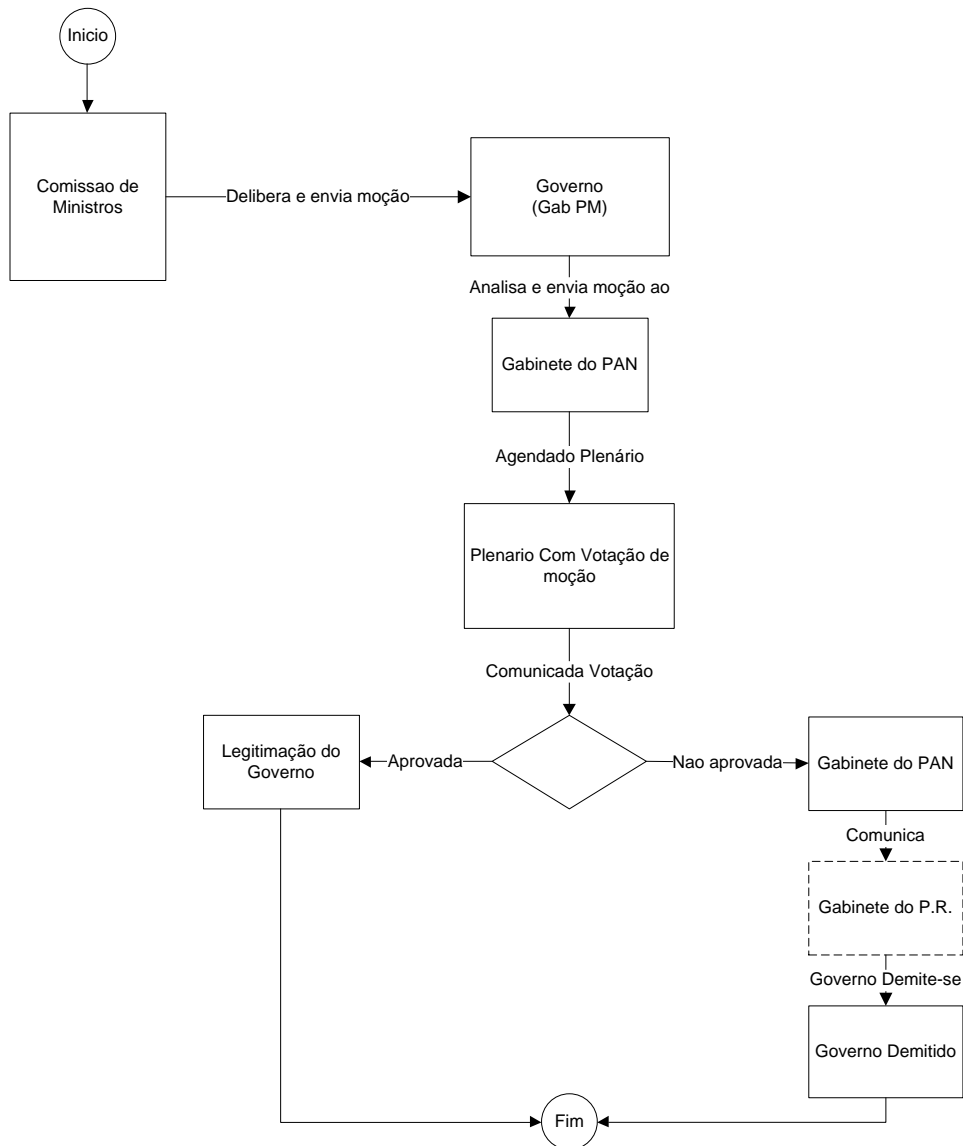 Inicio
Comissao de
Ministros
Delibera e envia moção
Governo
(Gab PM)
Analisa e envia moção ao
Gabinete do PAN
Agendado Plenário
Plenario Com Votação de
moção
Comunicada Votação
Legitimação do
Governo
Aprovada
Nao aprovada
Gabinete do PAN
Comunica
Gabinete do P.R.
Governo Demite-se
Governo Demitido
Fim